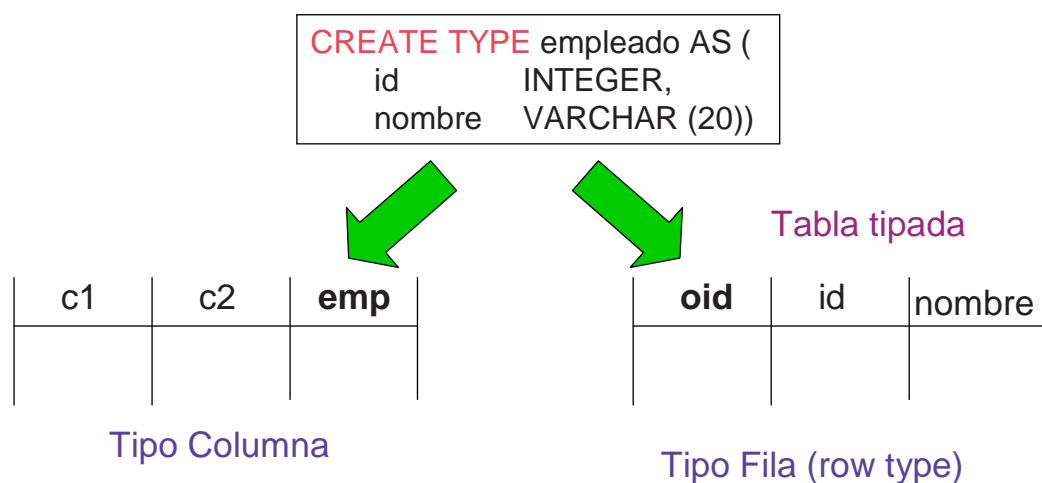 CREATE TYPE empleado AS (
id INTEGER,
nombre VARCHAR (20))
Tabla tipada
c1 c2 emp
oid id nombre
Tipo Columna
Tipo Fila (row type)